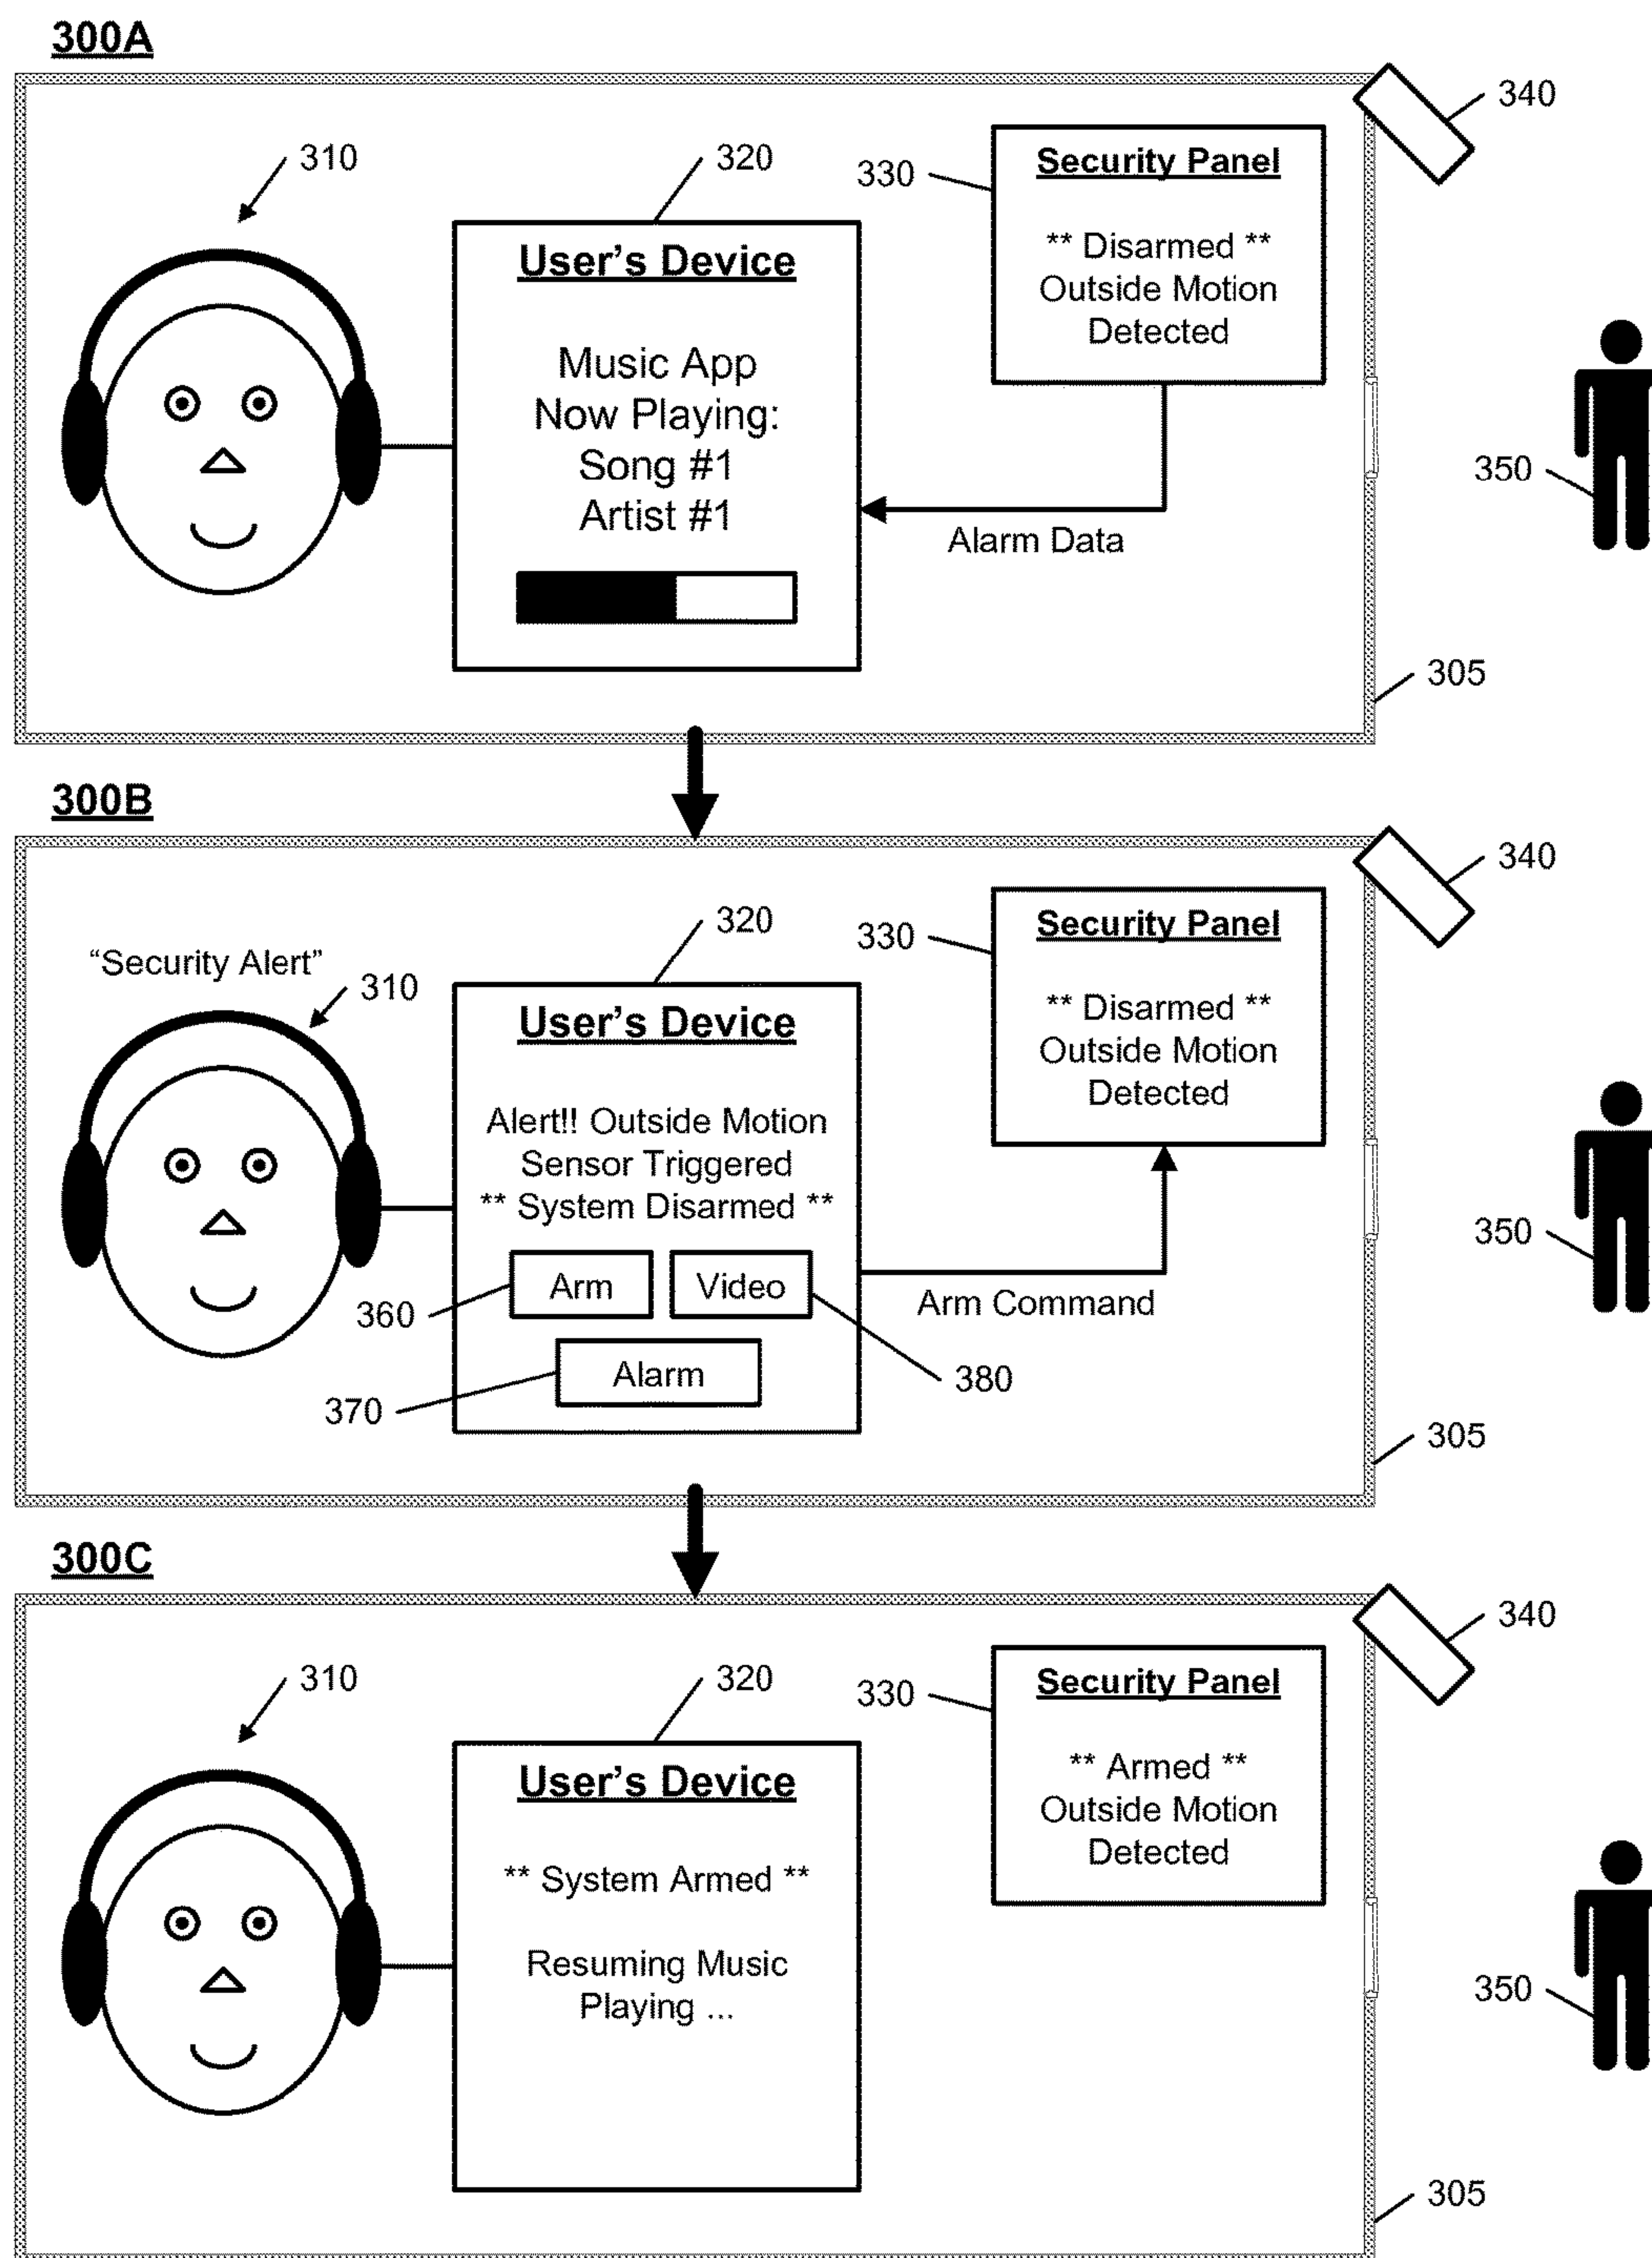 300A
340
310
320
330
Security Panel
** Disarmed **
Outside Motion
Detected
User's Device
Music App
Now Playing:
Song #1
Artist #1
Alarm Data
350
305
300B
340
320
330
Security Panel
"Security Alert"
310
User's Device
** Disarmed **
Outside Motion
Detected
Alert!! Outside Motion
Sensor Triggered
** System Disarmed **
350
Arm
Video
360
Arm Command
Alarm
380
370
305
300C
340
310
320
330
Security Panel
User's Device
** Armed **
Outside Motion
Detected
** System Armed **
Resuming Music
Playing ...
350
305